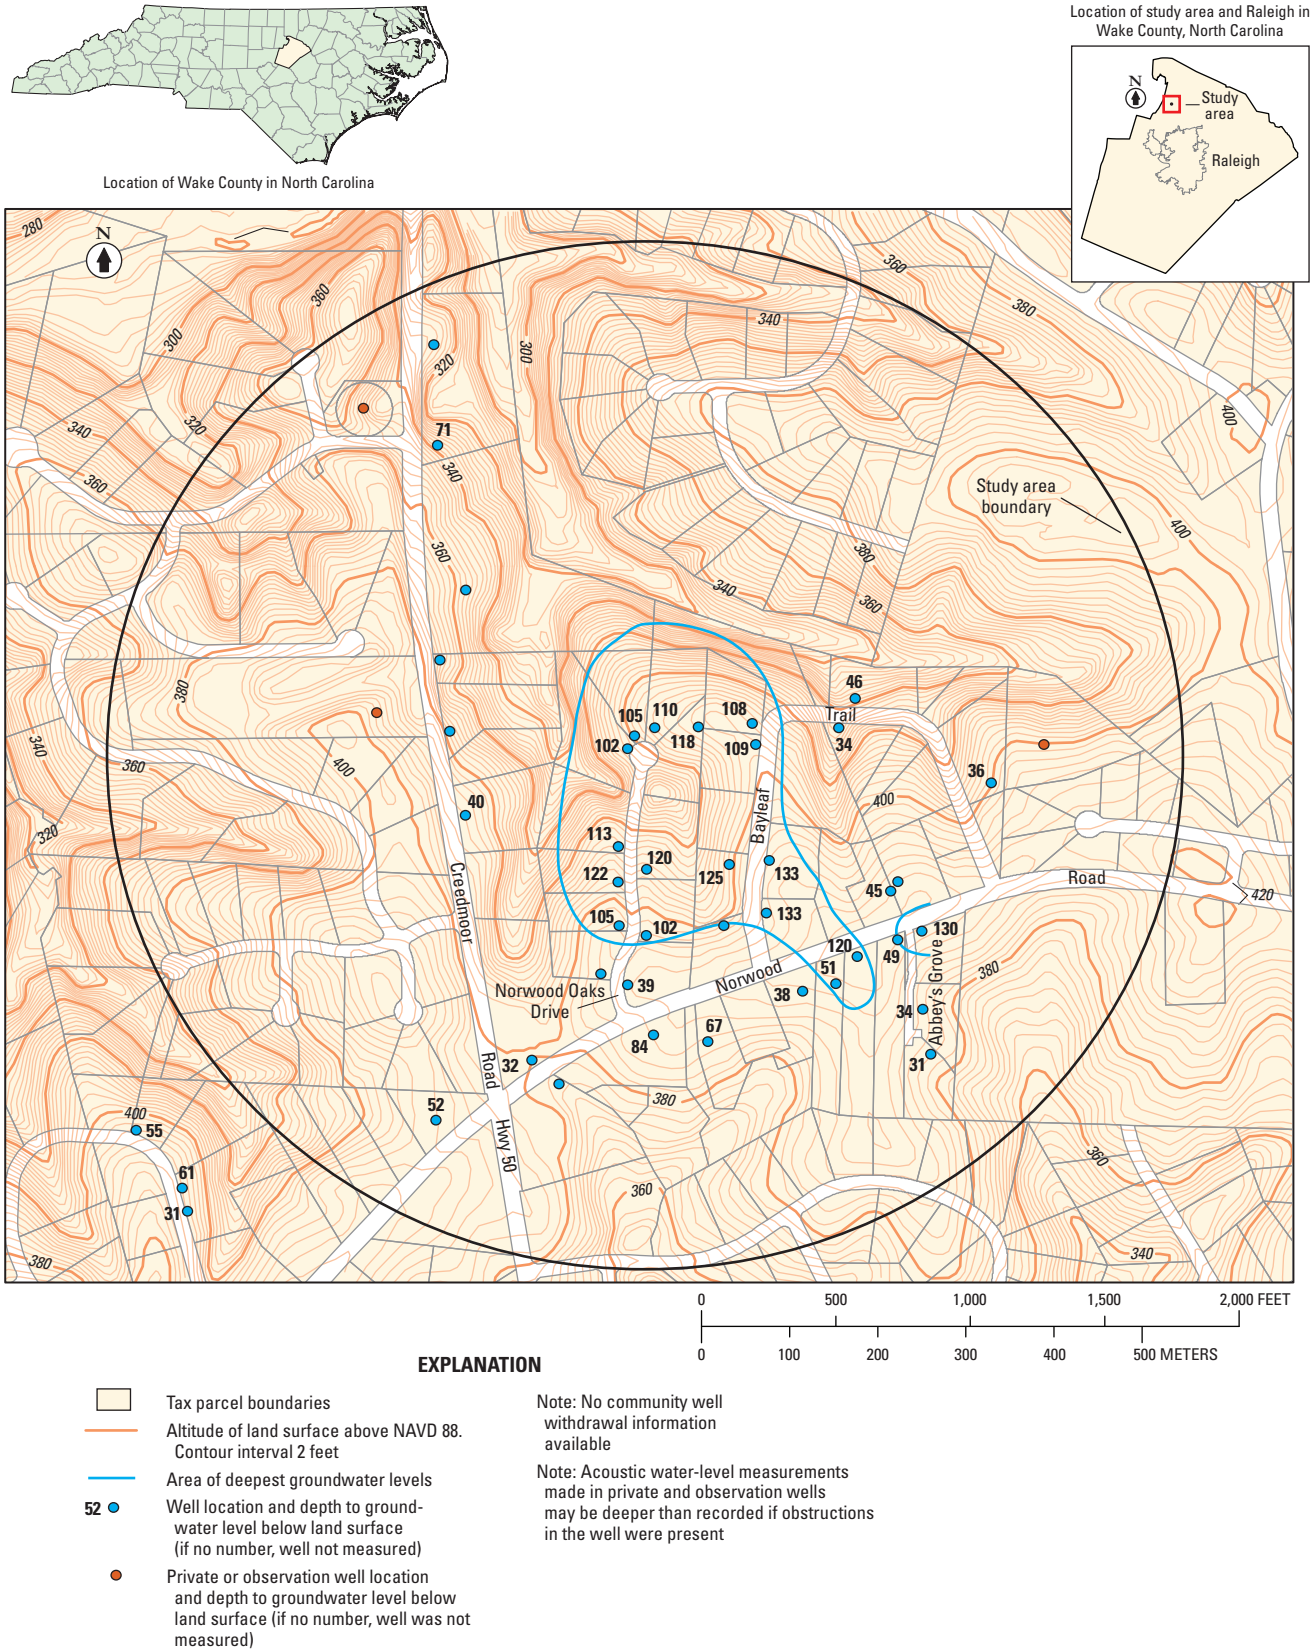 Location of study area and Raleigh in
Wake County, North Carolina
N
Study
area
Raleigh
Location of Wake County in North Carolina
280
N
360
360
380
340
300
320
300
320
400
340
71
340
360
Study area
boundary
400
360
380
340
360
46
380
105
110
108
Trail
118
34
102
109
340
360
400
36
400
40
Bayleaf
320
113
120
122
125
133
Road
45
420
Creedmoor
105
102
133
130
120
49
51
380
Norwood
Norwood Oaks
Drive
39
38
34
Abbey's Grove
84
67
32
31
Road
380
52
400
55
Hwy 50
61
360
360
31
380
340
0 500 1,000 1,500 2,000 FEET
0 100 200 300 400 500 METERS
EXPLANATION
Tax parcel boundaries
Altitude of land surface above NAVD 88.
Contour interval 2 feet
Area of deepest groundwater levels
52
Well location and depth to ground-
water level below land surface
(if no number, well not measured)
Private or observation well location
and depth to groundwater level below
land surface (if no number, well was not
measured)
Note: No community well
withdrawal information
available
Note: Acoustic water-level measurements
made in private and observation wells
may be deeper than recorded if obstructions
in the well were present